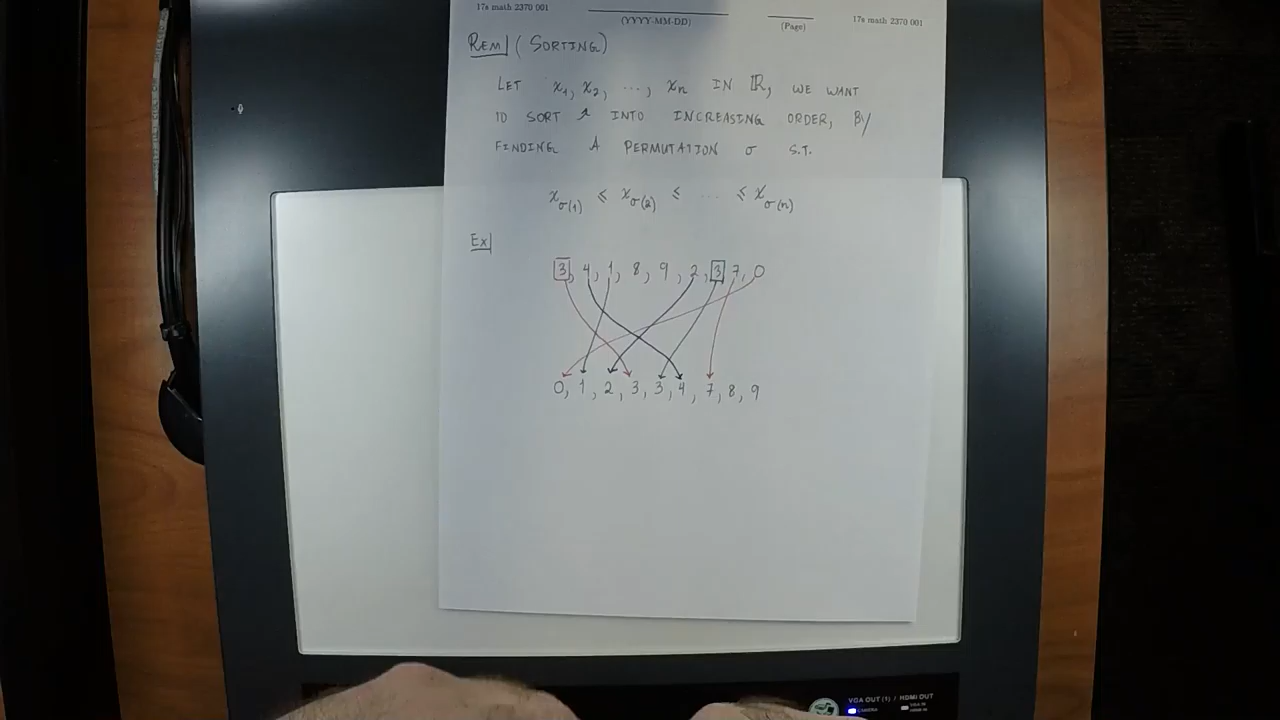 17s math 2370 001 (YYYY-MM-DD) (Page) 17s math 2370 001
REM (SORTING)
LET x1, x2, ..., xn IN ℝ, WE WANT
TO SORT ↗ INTO INCREASING ORDER, BY
FINDING A PERMUTATION σ S.T.
xσ(1) ≤ xσ(2) ≤ ... ≤ xσ(n)
EX
3, 4, 1, 8, 9, 2, 3, 7, 0
0, 1, 2, 3, 3, 4, 7, 8, 9
VGA OUT (1) / HDMI OUT
CAMERA